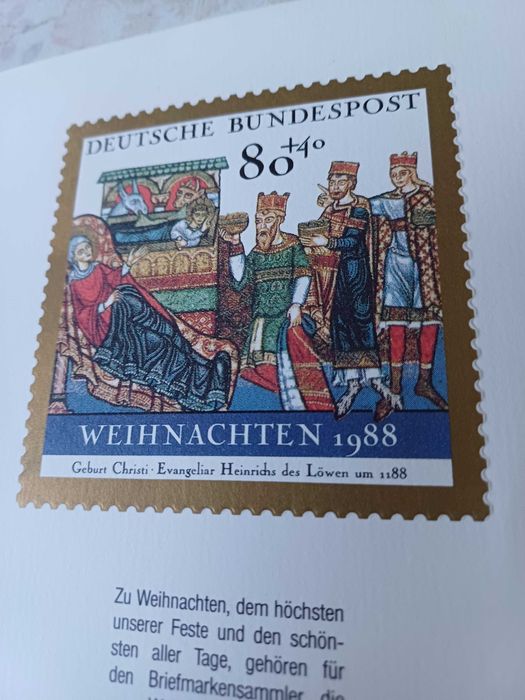 DEUTSCHE BUNDESPOST
80+40
WEIHNACHTEN 1988
Geburt Christi · Evangeliar Heinrichs des Löwen um 1188
Zu Weihnachten, dem höchsten
unserer Feste und den schön-
sten aller Tage, gehören für
den Briefmarkensammler die